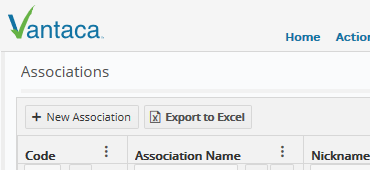 Vantaca
Home
Associations
+ New Association Export to Excel
Code Association Name Nickname